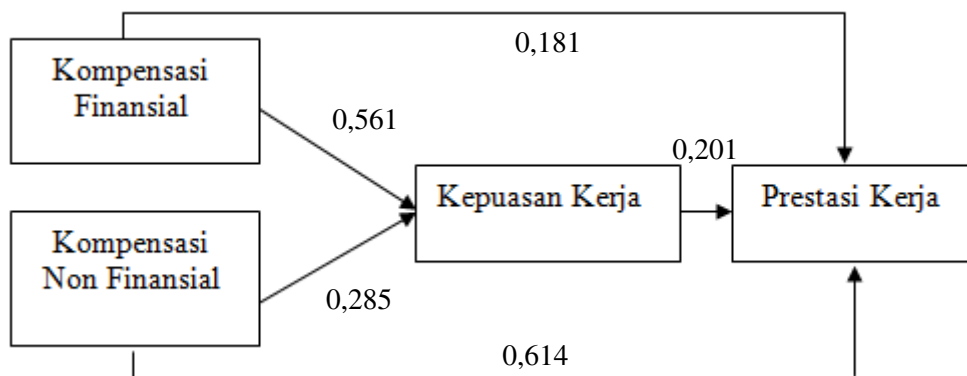 0,181
Kompensasi
Finansial
0,561
0,201
Kepuasan Kerja
Prestasi Kerja
Kompensasi
Non Finansial
0,285
0,614